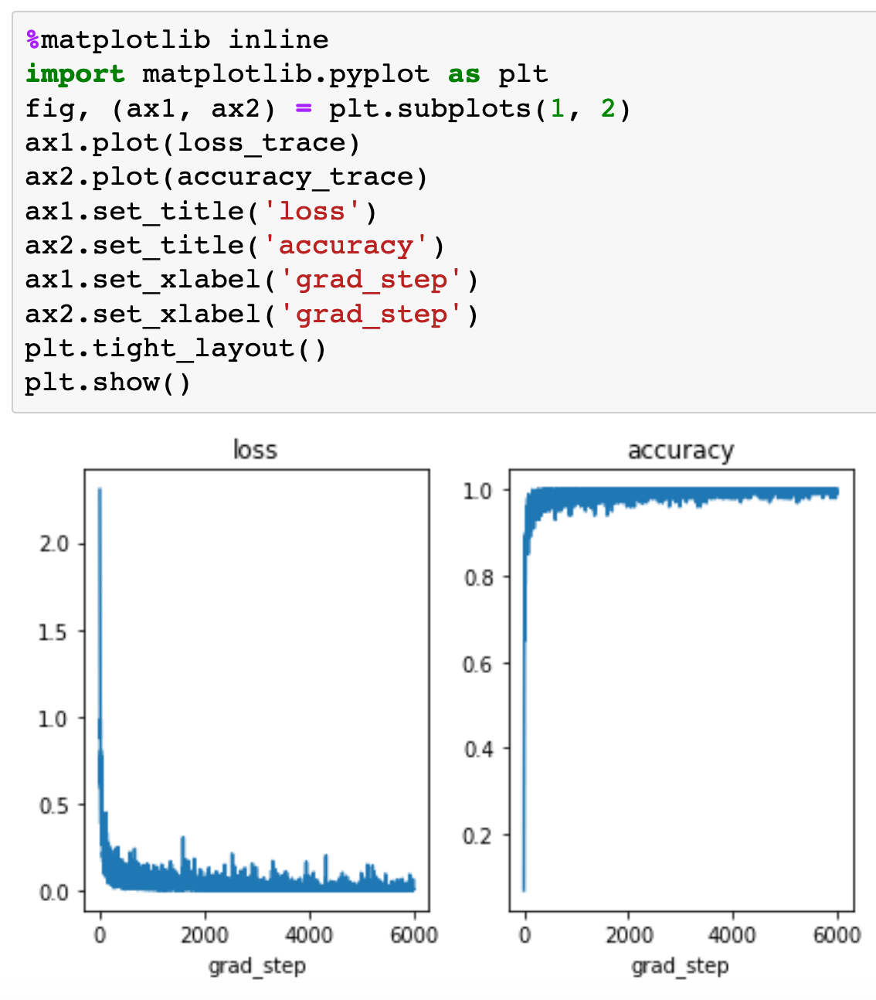 %matplotlib inline
import matplotlib.pyplot as plt
fig, (ax1, ax2) = plt.subplots(1, 2)
ax1.plot(loss_trace)
ax2.plot(accuracy_trace)
ax1.set_title('loss')
ax2.set_title('accuracy')
ax1.set_xlabel('grad_step')
ax2.set_xlabel('grad_step')
plt.tight_layout()
plt.show()
loss
2.0
1.5
1.0
0.5
0.0
0 2000 4000 6000
grad_step
accuracy
1.0
0.8
0.6
0.4
0.2
0 2000 4000 6000
grad_step